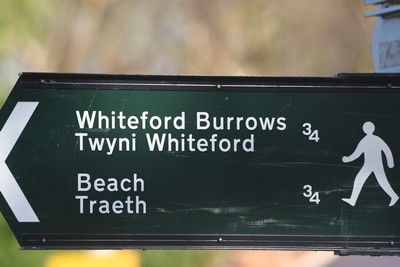 Whiteford Burrows ¾
Twyni Whiteford
Beach ¾
Traeth